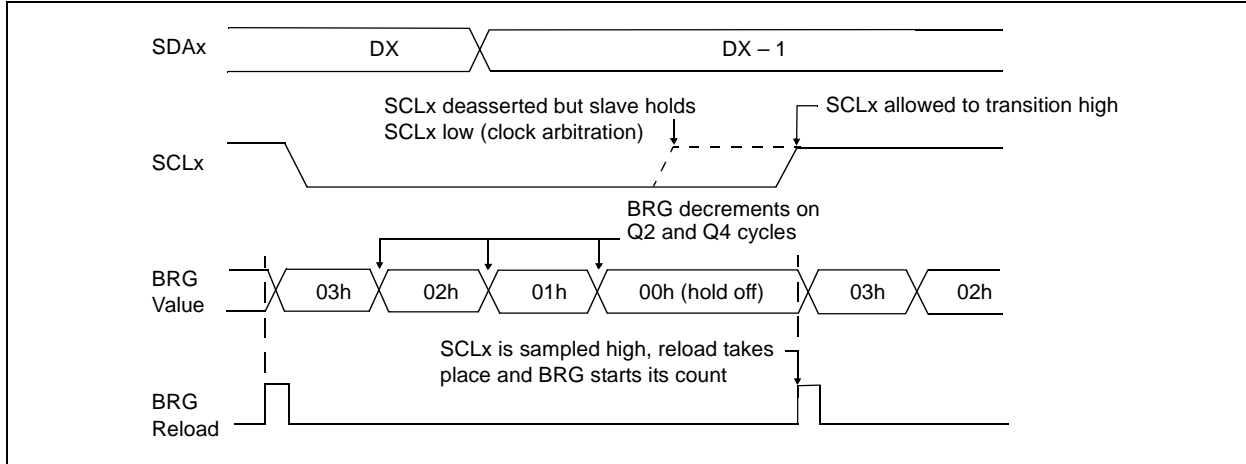 SDAx
DX
DX – 1
SCLx deasserted but slave holds
SCLx low (clock arbitration)
SCLx allowed to transition high
SCLx
BRG decrements on
Q2 and Q4 cycles
BRG
Value
03h
02h
01h
00h (hold off)
03h
02h
SCLx is sampled high, reload takes
place and BRG starts its count
BRG
Reload